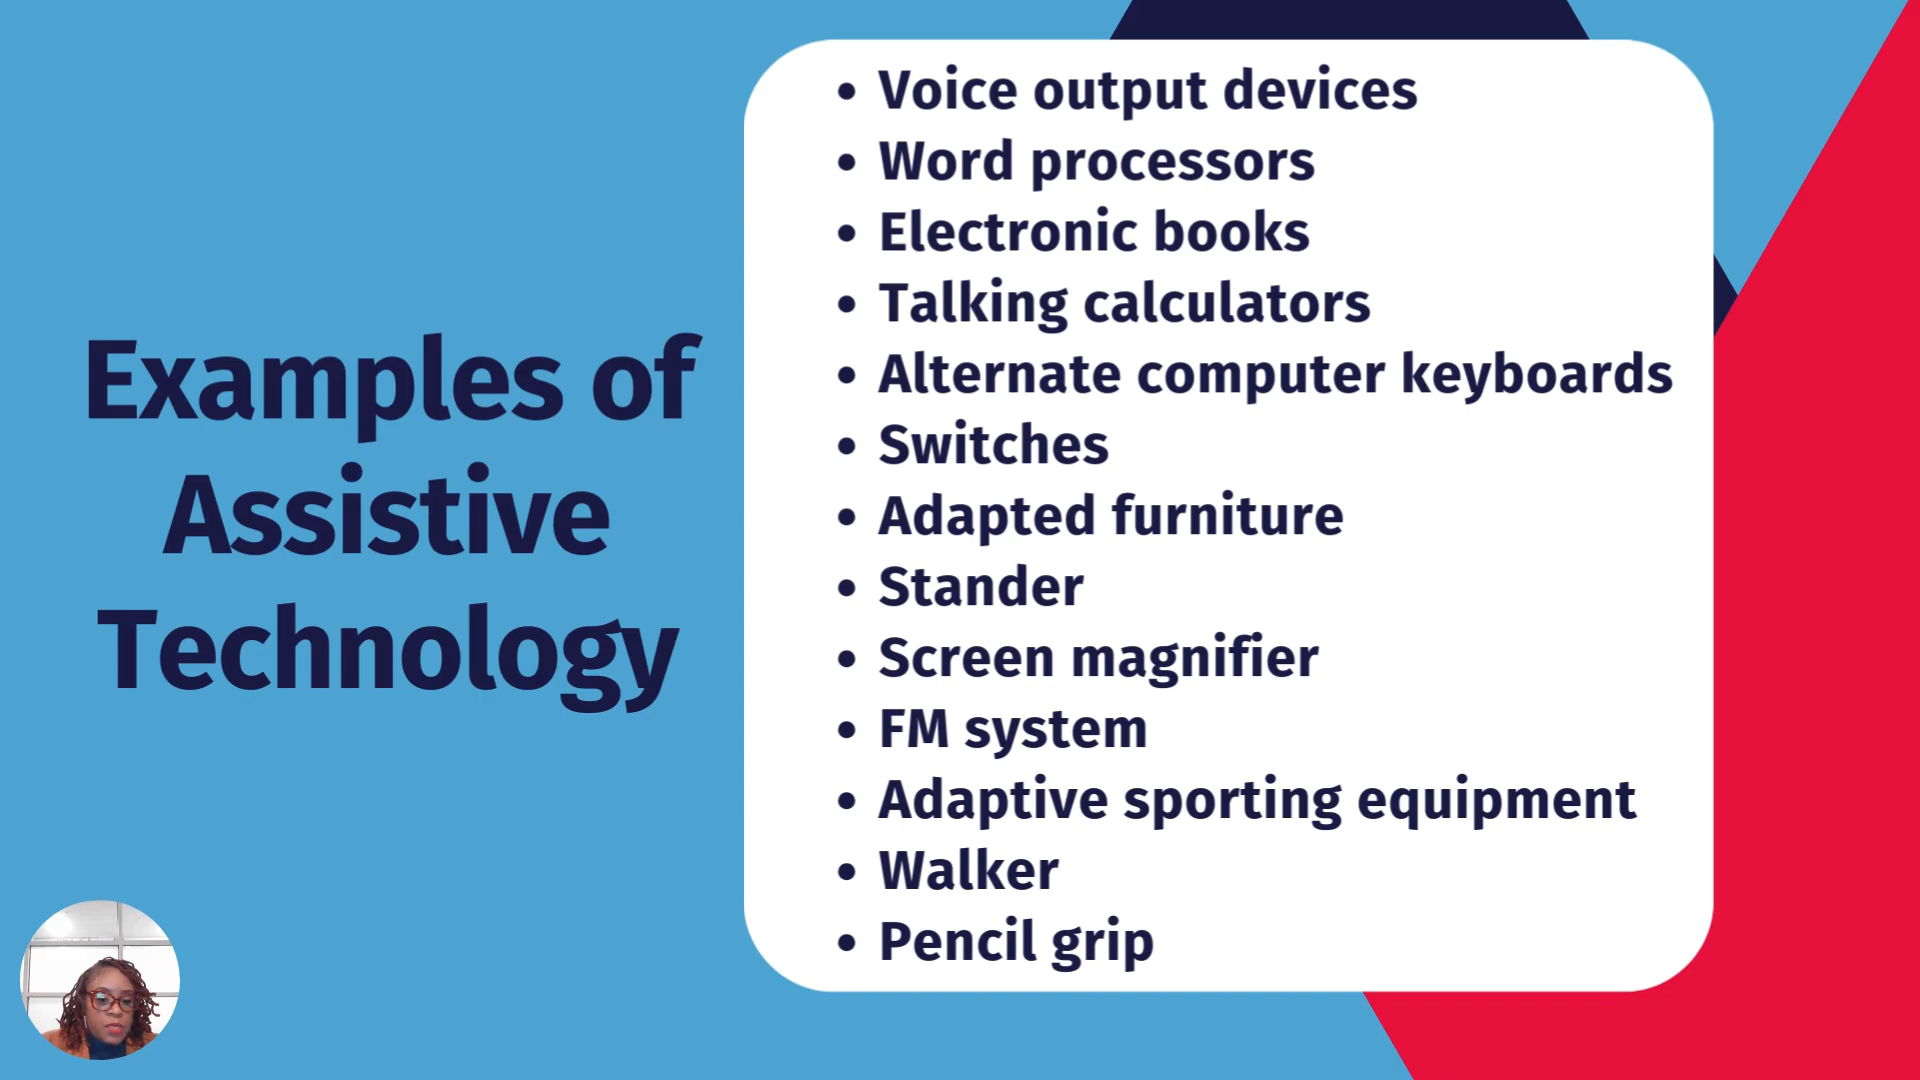 Examples of
Assistive
Technology
• Voice output devices
• Word processors
• Electronic books
• Talking calculators
• Alternate computer keyboards
• Switches
• Adapted furniture
• Stander
• Screen magnifier
• FM system
• Adaptive sporting equipment
• Walker
• Pencil grip